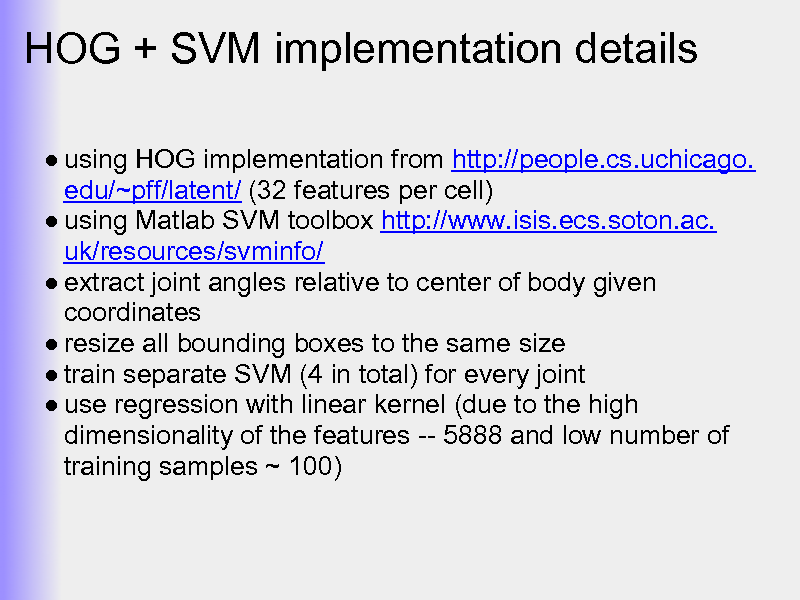 HOG + SVM implementation details
● using HOG implementation from http://people.cs.uchicago.
edu/~pff/latent/ (32 features per cell)
● using Matlab SVM toolbox http://www.isis.ecs.soton.ac.
uk/resources/svminfo/
● extract joint angles relative to center of body given
coordinates
● resize all bounding boxes to the same size
● train separate SVM (4 in total) for every joint
● use regression with linear kernel (due to the high
dimensionality of the features -- 5888 and low number of
training samples ~ 100)